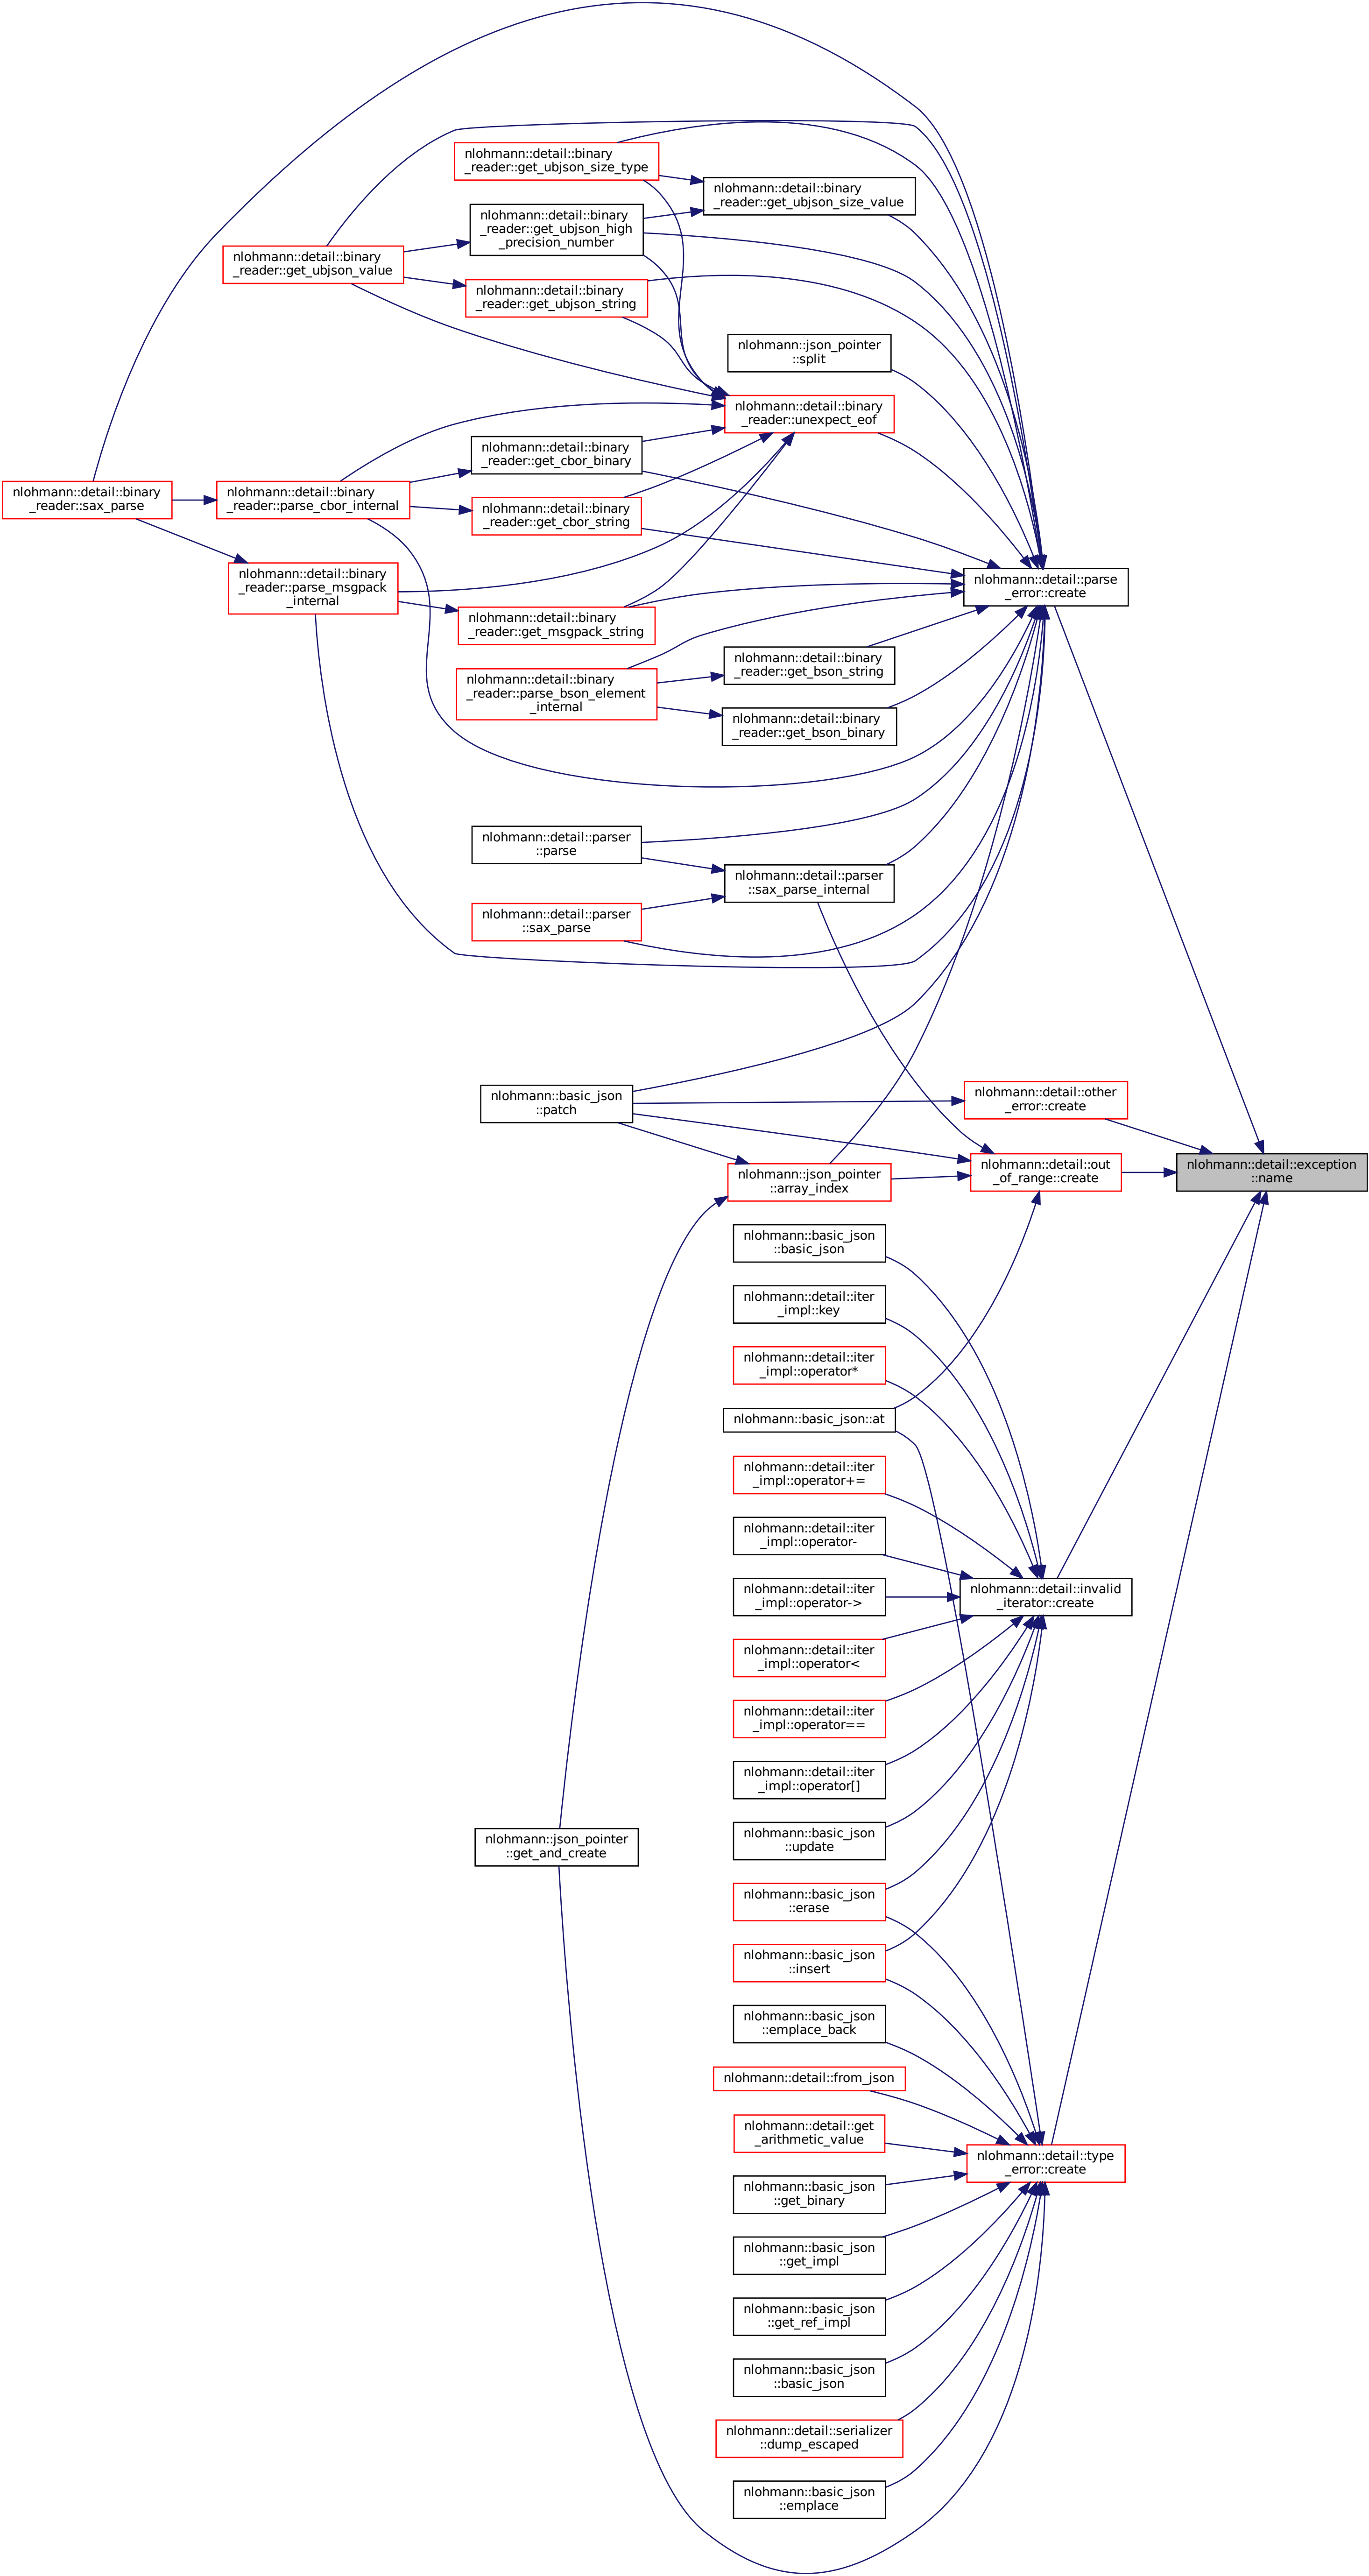 nlohmann::detail::binary
_reader::get_ubjson_size_type
nlohmann::detail::binary
_reader::get_ubjson_size_value
nlohmann::detail::binary
_reader::get_ubjson_high
_precision_number
nlohmann::detail::binary
_reader::get_ubjson_value
nlohmann::detail::binary
_reader::get_ubjson_string
nlohmann::json_pointer
::split
nlohmann::detail::binary
_reader::unexpect_eof
nlohmann::detail::binary
_reader::get_cbor_binary
nlohmann::detail::binary
_reader::sax_parse
nlohmann::detail::binary
_reader::parse_cbor_internal
nlohmann::detail::binary
_reader::get_cbor_string
nlohmann::detail::binary
_reader::parse_msgpack
_internal
nlohmann::detail::parse
_error::create
nlohmann::detail::binary
_reader::get_msgpack_string
nlohmann::detail::binary
_reader::get_bson_string
nlohmann::detail::binary
_reader::parse_bson_element
_internal
nlohmann::detail::binary
_reader::get_bson_binary
nlohmann::detail::parser
::parse
nlohmann::detail::parser
::sax_parse_internal
nlohmann::detail::parser
::sax_parse
nlohmann::basic_json
::patch
nlohmann::detail::other
_error::create
nlohmann::detail::out
_of_range::create
nlohmann::detail::exception
::name
nlohmann::json_pointer
::array_index
nlohmann::basic_json
::basic_json
nlohmann::detail::iter
_impl::key
nlohmann::detail::iter
_impl::operator*
nlohmann::basic_json::at
nlohmann::detail::iter
_impl::operator+=
nlohmann::detail::iter
_impl::operator-
nlohmann::detail::iter
_impl::operator->
nlohmann::detail::invalid
_iterator::create
nlohmann::detail::iter
_impl::operator<
nlohmann::detail::iter
_impl::operator==
nlohmann::detail::iter
_impl::operator[]
nlohmann::basic_json
::update
nlohmann::json_pointer
::get_and_create
nlohmann::basic_json
::erase
nlohmann::basic_json
::insert
nlohmann::basic_json
::emplace_back
nlohmann::detail::from_json
nlohmann::detail::get
_arithmetic_value
nlohmann::detail::type
_error::create
nlohmann::basic_json
::get_binary
nlohmann::basic_json
::get_impl
nlohmann::basic_json
::get_ref_impl
nlohmann::basic_json
::basic_json
nlohmann::detail::serializer
::dump_escaped
nlohmann::basic_json
::emplace